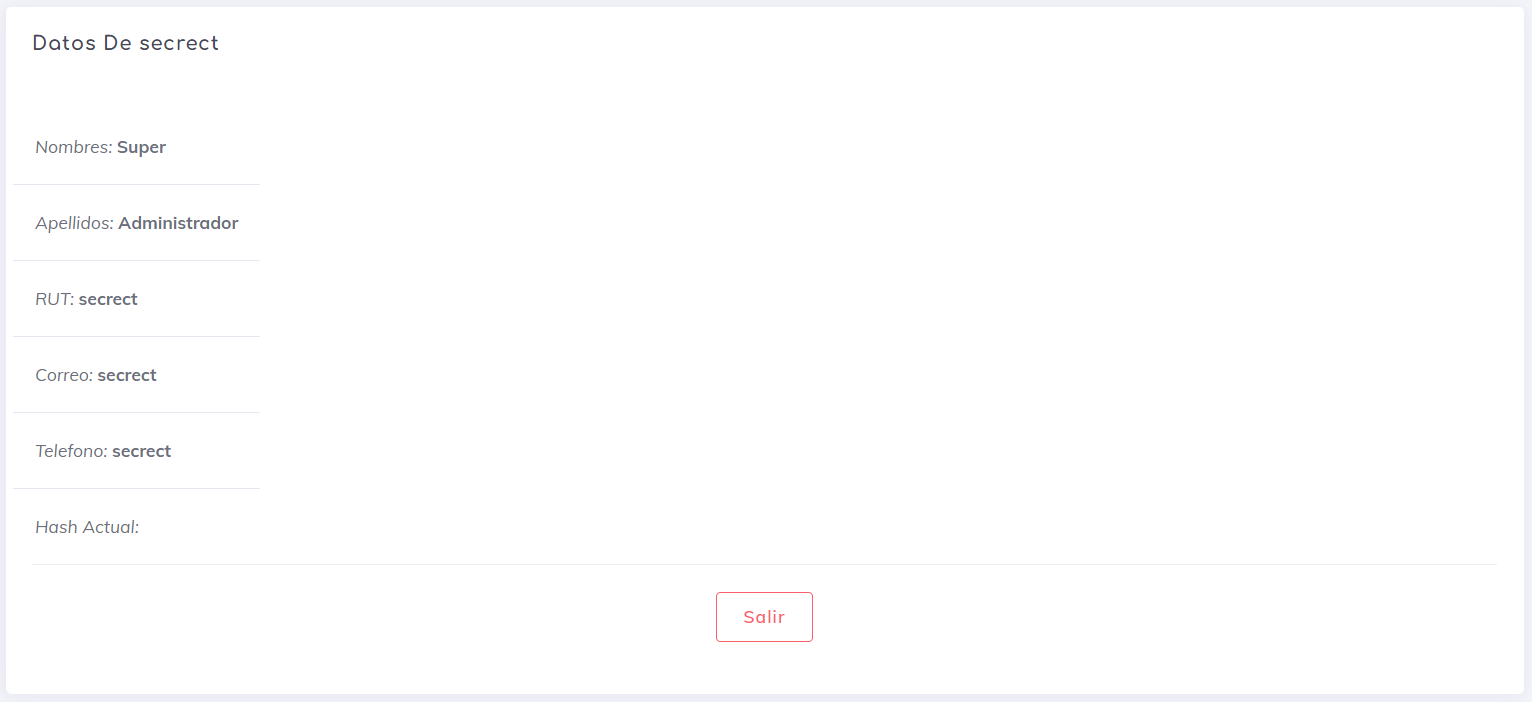 Datos De secrect
Nombres: Super
Apellidos: Administrador
RUT: secrect
Correo: secrect
Telefono: secrect
Hash Actual:
Salir